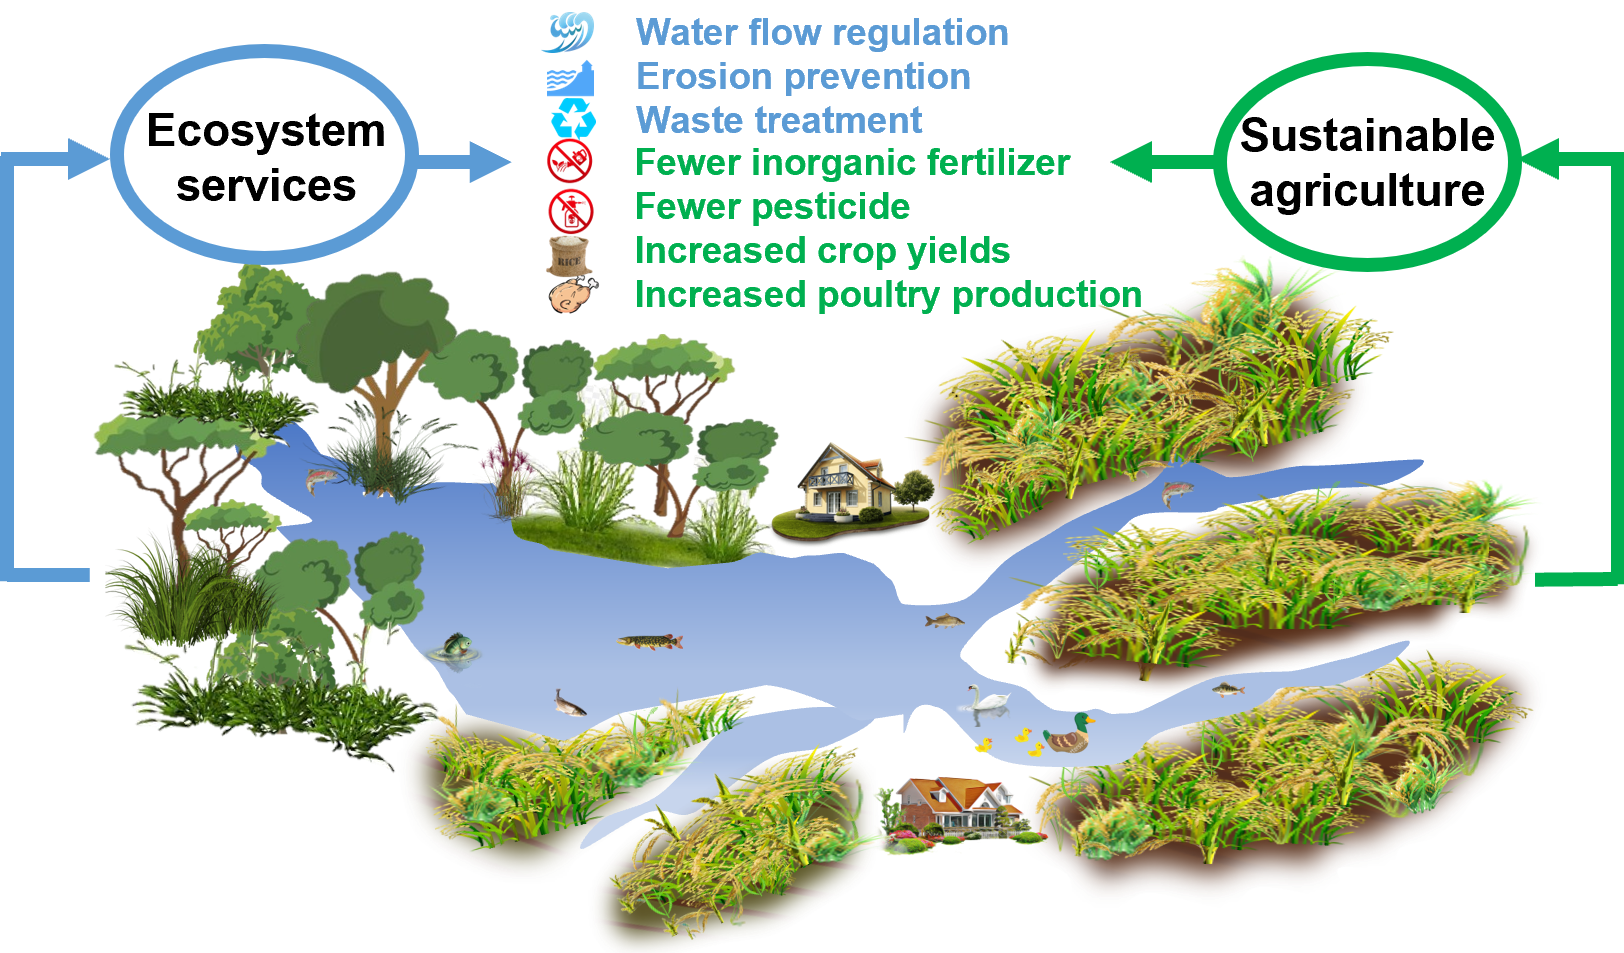 Ecosystem
services
Water flow regulation
Erosion prevention
Waste treatment
Fewer inorganic fertilizer
Fewer pesticide
Increased crop yields
Increased poultry production
RICE
Sustainable
agriculture